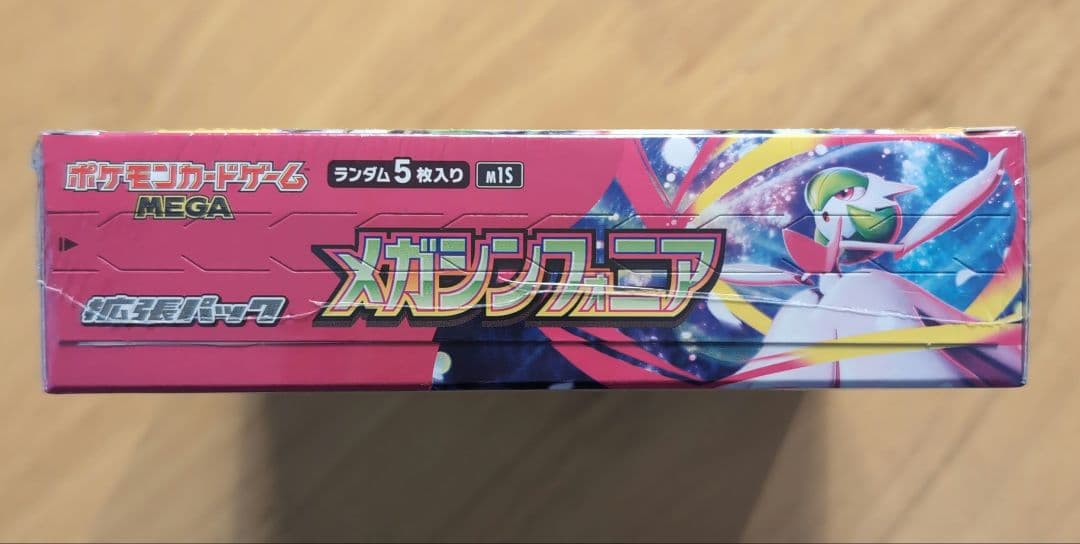 ポケモンカードゲーム
MEGA
ランダム5枚入り M1S
メガシンフォニア
拡張パック